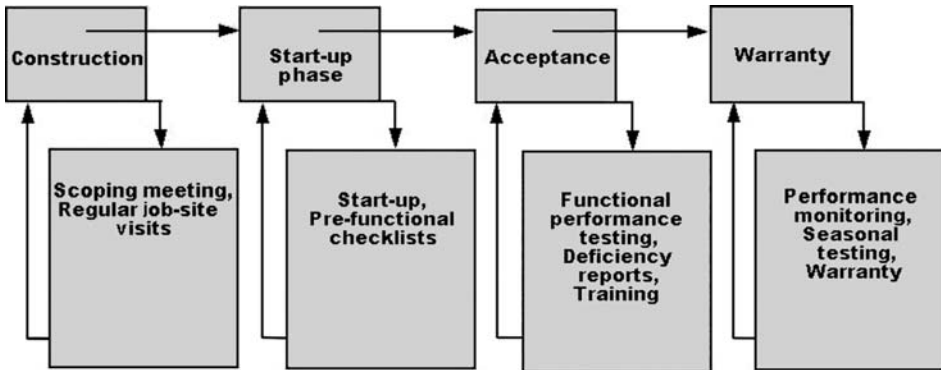 Construction
Start-up
phase
Acceptance
Warranty
Scoping meeting,
Regular job-site
visits
Start-up,
Pre-functional
checklists
Functional
performance
testing,
Deficiency
reports,
Training
Performance
monitoring,
Seasonal
testing,
Warranty